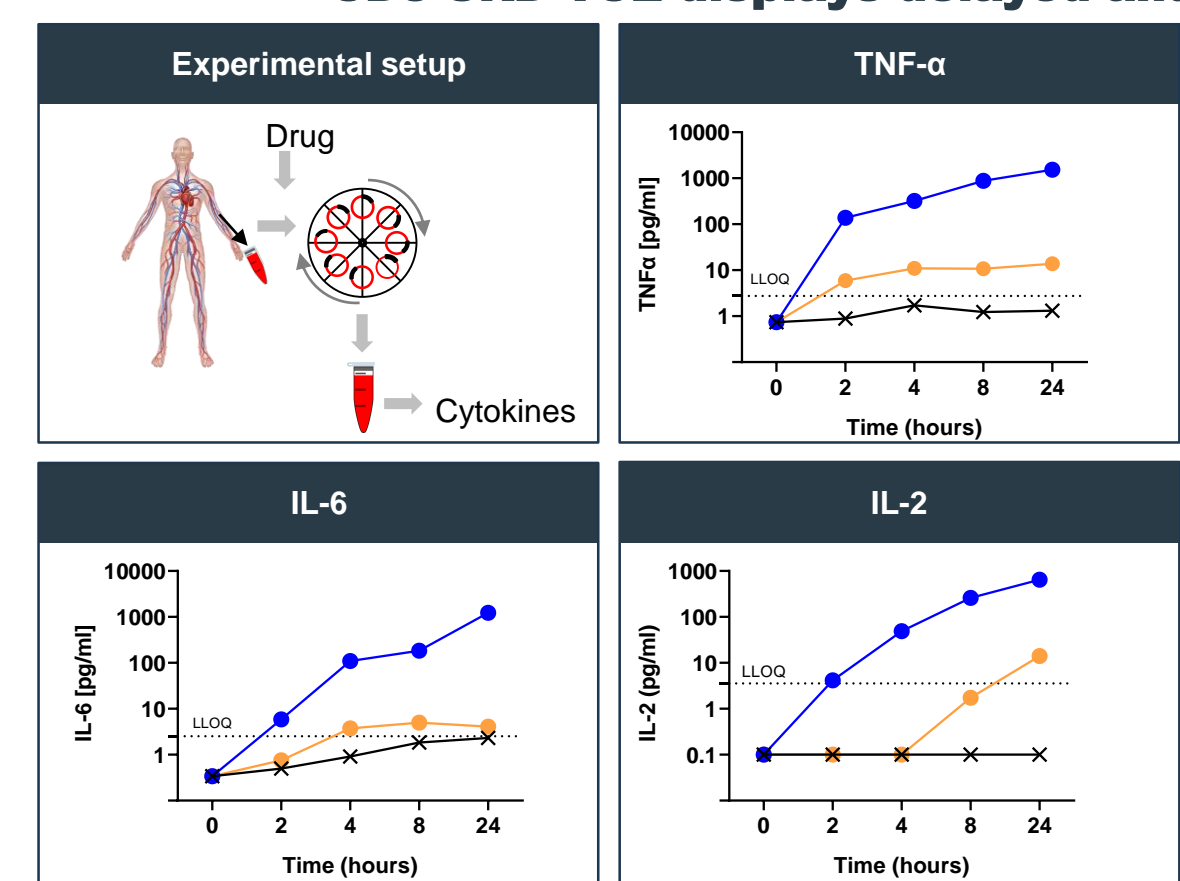 Experimental setup
Drug
Cytokines
TNF-α
TNFα [pg/ml]
10000
1000
100
10
1
LLOQ
0 2 4 8 24
Time (hours)
IL-6
IL-6 [pg/ml]
10000
1000
100
10
1
LLOQ
0 2 4 8 24
Time (hours)
IL-2
IL-2 (pg/ml)
1000
100
10
1
0.1
LLOQ
0 2 4 8 24
Time (hours)